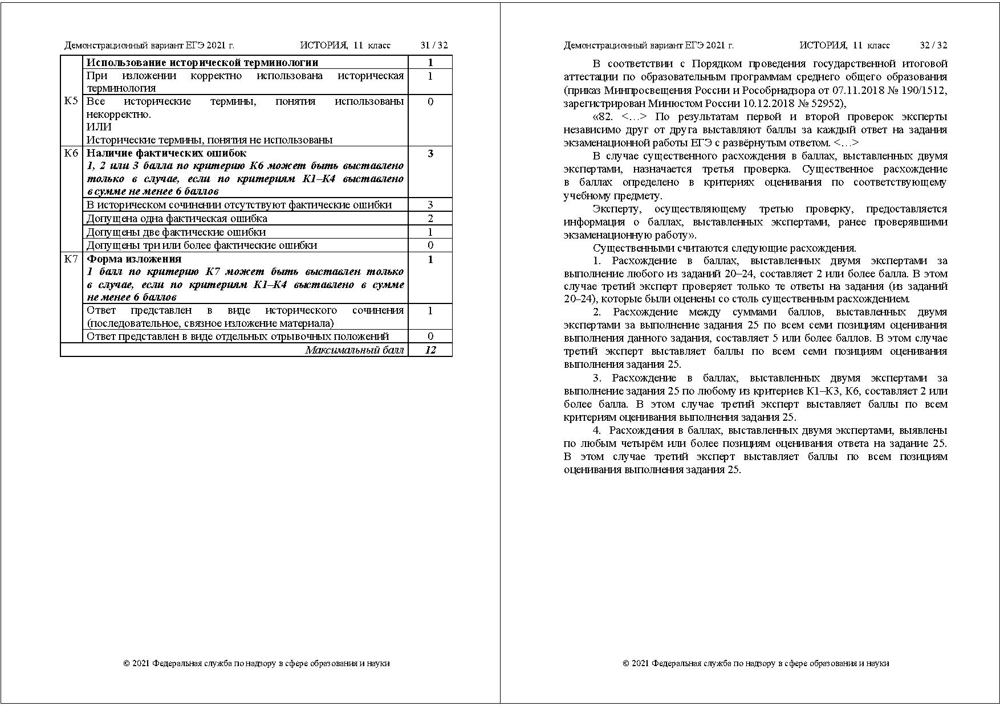 Демонстрационный вариант ЕГЭ 2021 г. ИСТОРИЯ, 11 класс 31 / 32
Использование исторической терминологии 1
При изложении корректно использована историческая 1
терминология
К5 Все исторические термины, понятия использованы 0
некорректно.
ИЛИ
Исторические термины, понятия не использованы
К6 Наличие фактических ошибок 3
1, 2 или 3 балла по критерию К6 может быть выставлено
только в случае, если по критериям К1–К4 выставлено
в сумме не менее 6 баллов
В историческом сочинении отсутствуют фактические ошибки 3
Допущена одна фактическая ошибка 2
Допущены две фактические ошибки 1
Допущены три или более фактические ошибки 0
К7 Форма изложения 1
1 балл по критерию К7 может быть выставлен только
в случае, если по критериям К1–К4 выставлено в сумме
не менее 6 баллов
Ответ представлен в виде исторического сочинения 1
(последовательное, связное изложение материала)
Ответ представлен в виде отдельных отрывочных положений 0
Максимальный балл 12
© 2021 Федеральная служба по надзору в сфере образования и науки
Демонстрационный вариант ЕГЭ 2021 г. ИСТОРИЯ, 11 класс 32 / 32
В соответствии с Порядком проведения государственной итоговой
аттестации по образовательным программам среднего общего образования
(приказ Минпросвещения России и Рособрнадзора от 07.11.2018 № 190/1512,
зарегистрирован Минюстом России 10.12.2018 № 52952),
«82. <…> По результатам первой и второй проверок эксперты
независимо друг от друга выставляют баллы за каждый ответ на задания
экзаменационной работы ЕГЭ с развёрнутым ответом. <…>
В случае существенного расхождения в баллах, выставленных двумя
экспертами, назначается третья проверка. Существенное расхождение
в баллах определено в критериях оценивания по соответствующему
учебному предмету.
Эксперту, осуществляющему третью проверку, предоставляется
информация о баллах, выставленных экспертами, ранее проверявшими
экзаменационную работу».
Существенными считаются следующие расхождения.
1. Расхождение в баллах, выставленных двумя экспертами за
выполнение любого из заданий 20–24, составляет 2 или более балла. В этом
случае третий эксперт проверяет только те ответы на задания (из заданий
20–24), которые были оценены со столь существенным расхождением.
2. Расхождение между суммами баллов, выставленных двумя
экспертами за выполнение задания 25 по всем семи позициям оценивания
выполнения данного задания, составляет 5 или более баллов. В этом случае
третий эксперт выставляет баллы по всем семи позициям оценивания
выполнения задания 25.
3. Расхождение в баллах, выставленных двумя экспертами за
выполнение задания 25 по любому из критериев К1–К3, К6, составляет 2 или
более балла. В этом случае третий эксперт выставляет баллы по всем
критериям оценивания выполнения задания 25.
4. Расхождения в баллах, выставленных двумя экспертами, выявлены
по любым четырём или более позициям оценивания ответа на задание 25.
В этом случае третий эксперт выставляет баллы по всем позициям
оценивания выполнения задания 25.
© 2021 Федеральная служба по надзору в сфере образования и науки